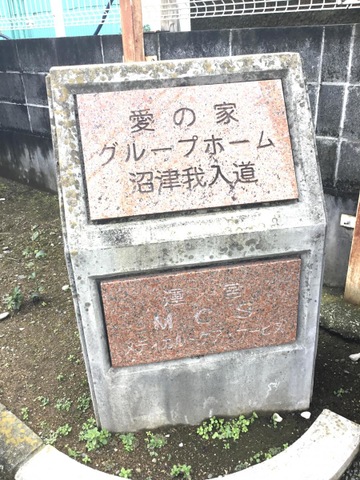 愛の家
グループホーム
沼津我入道
運営
MCS
メディカル・ケア・サービス